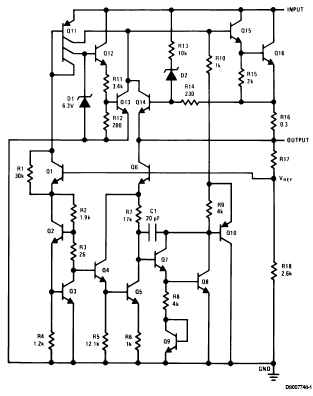 INPUT
Q11
Q12
Q15
Q16
R13
10k
R10
1k
D2
R15
2k
R11
3.4k
R14
230
D1
6.3V
Q13
Q14
R12
200
R16
0.3
OUTPUT
R17
R1
30k
Q1
Q6
VREF
Q2
R2
1.9k
R7
17k
C1
20 pF
R9
4k
Q10
R3
26
Q7
Q4
Q8
R18
2.6k
Q3
Q5
R8
4k
R4
1.2k
R5
12.1k
R6
1k
Q9
GND
DS007746-1